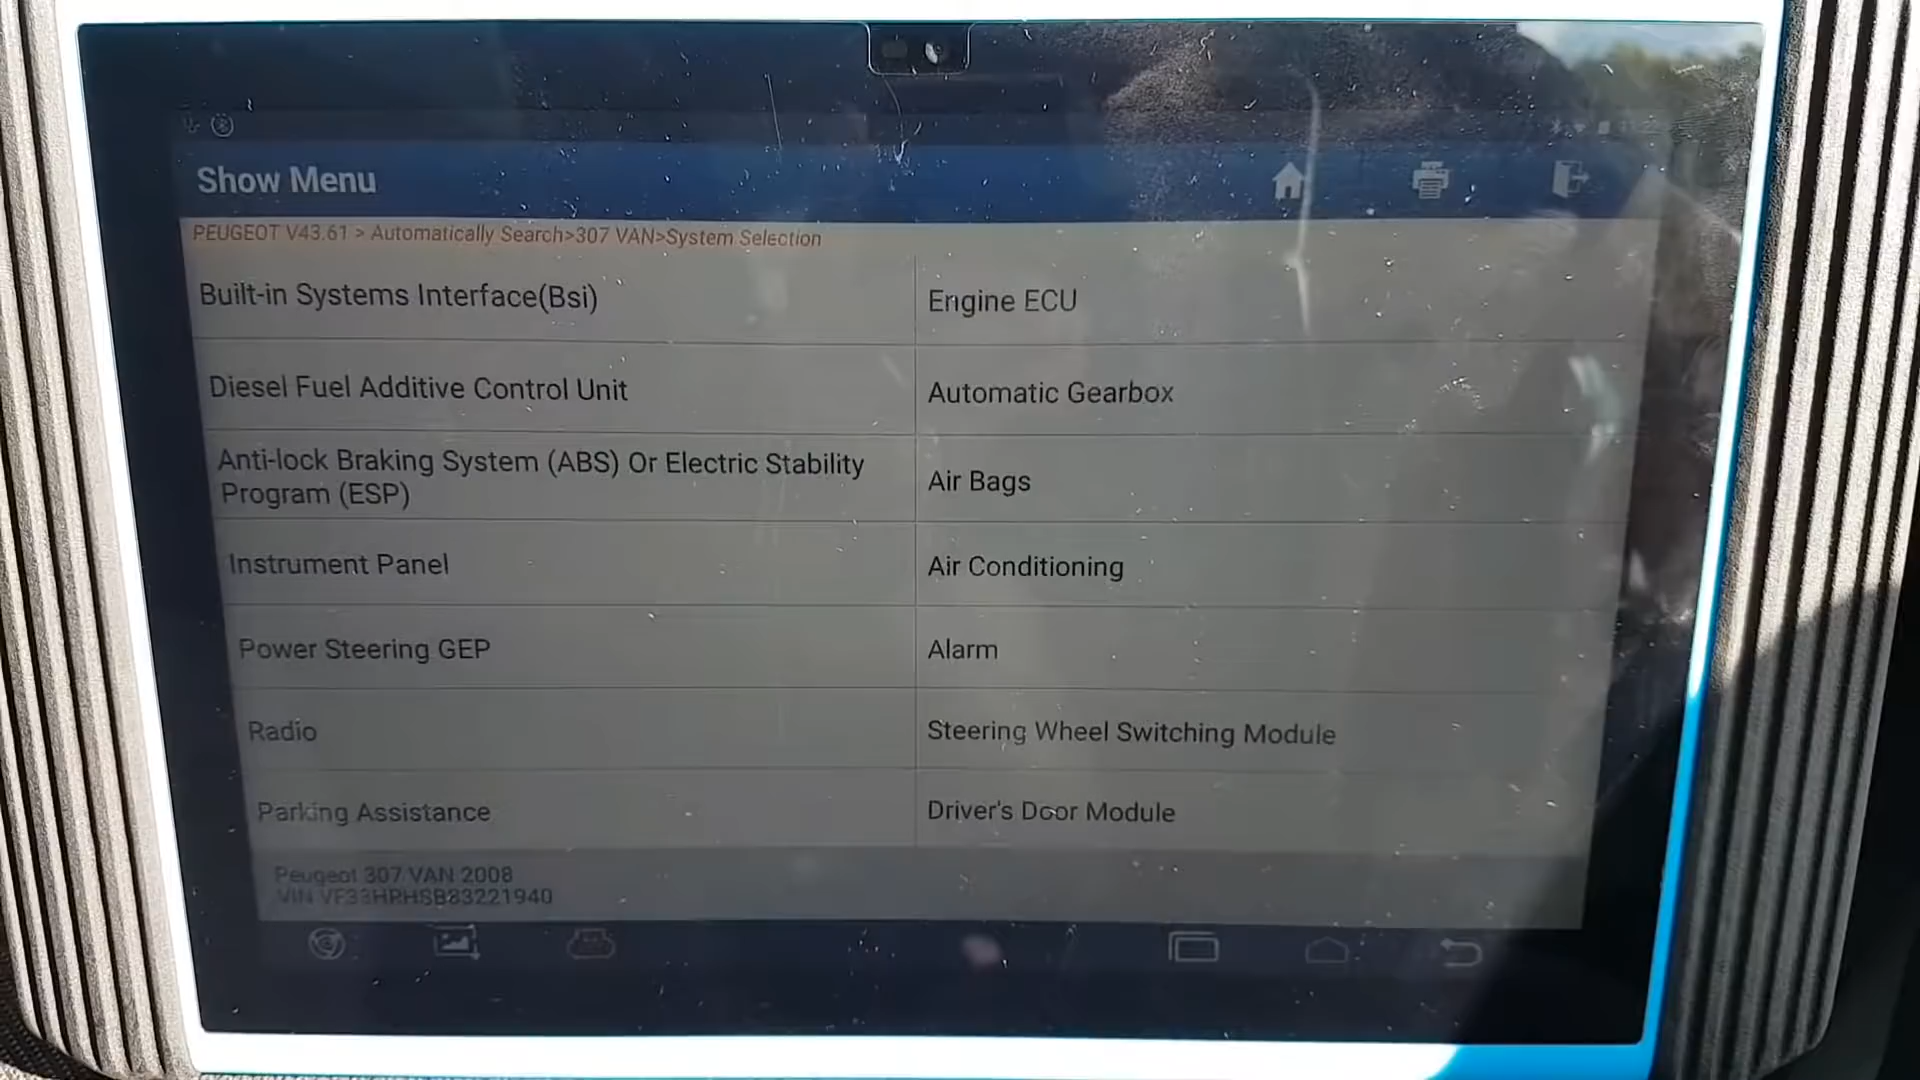 Show Menu
PEUGEOT V43.61 > Automatically Search>307 VAN>System Selection
Built-in Systems Interface(Bsi)
Engine ECU
Diesel Fuel Additive Control Unit
Automatic Gearbox
Anti-lock Braking System (ABS) Or Electric Stability
Program (ESP)
Air Bags
Instrument Panel
Air Conditioning
Power Steering GEP
Alarm
Radio
Steering Wheel Switching Module
Parking Assistance
Driver's Door Module
Peugeot 307 VAN 2008
VIN VF33HRHSB83221940